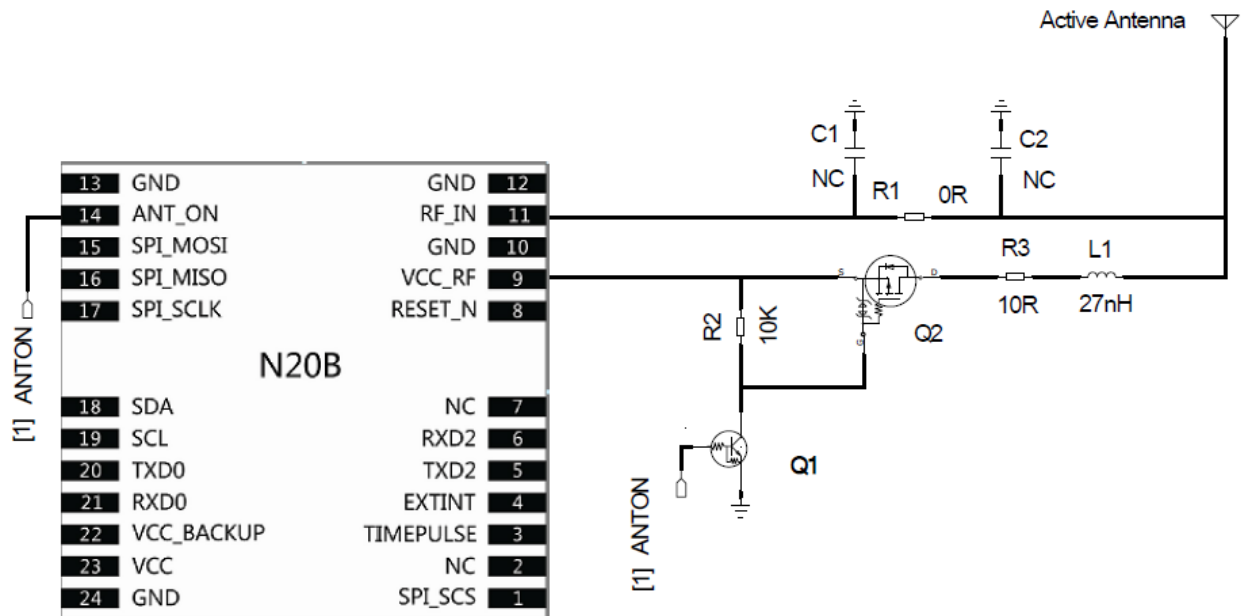 Active Antenna
C1
C2
NC
NC
R1
0R
13 GND
GND 12
14 ANT_ON
RF_IN 11
15 SPI_MOSI
GND 10
16 SPI_MISO
VCC_RF 9
17 SPI_SCLK
RESET_N 8
S
D
R3
L1
10R
27nH
Q2
G
R2
10K
N20B
[1] ANTON
18 SDA
NC 7
19 SCL
RXD2 6
20 TXD0
TXD2 5
21 RXD0
EXTINT 4
22 VCC_BACKUP
TIMEPULSE 3
23 VCC
NC 2
24 GND
SPI_SCS 1
Q1
[1] ANTON